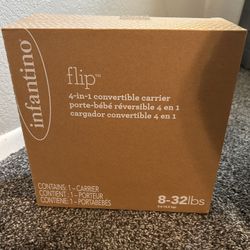 infantino
flip™
4-in-1 convertible carrier
porte-bébé réversible 4 en 1
cargador convertible 4 en 1
CONTAINS: 1 - CARRIER
CONTIENT : 1 - PORTEUR
CONTIENE: 1 - PORTABEBÉS
8-32lbs